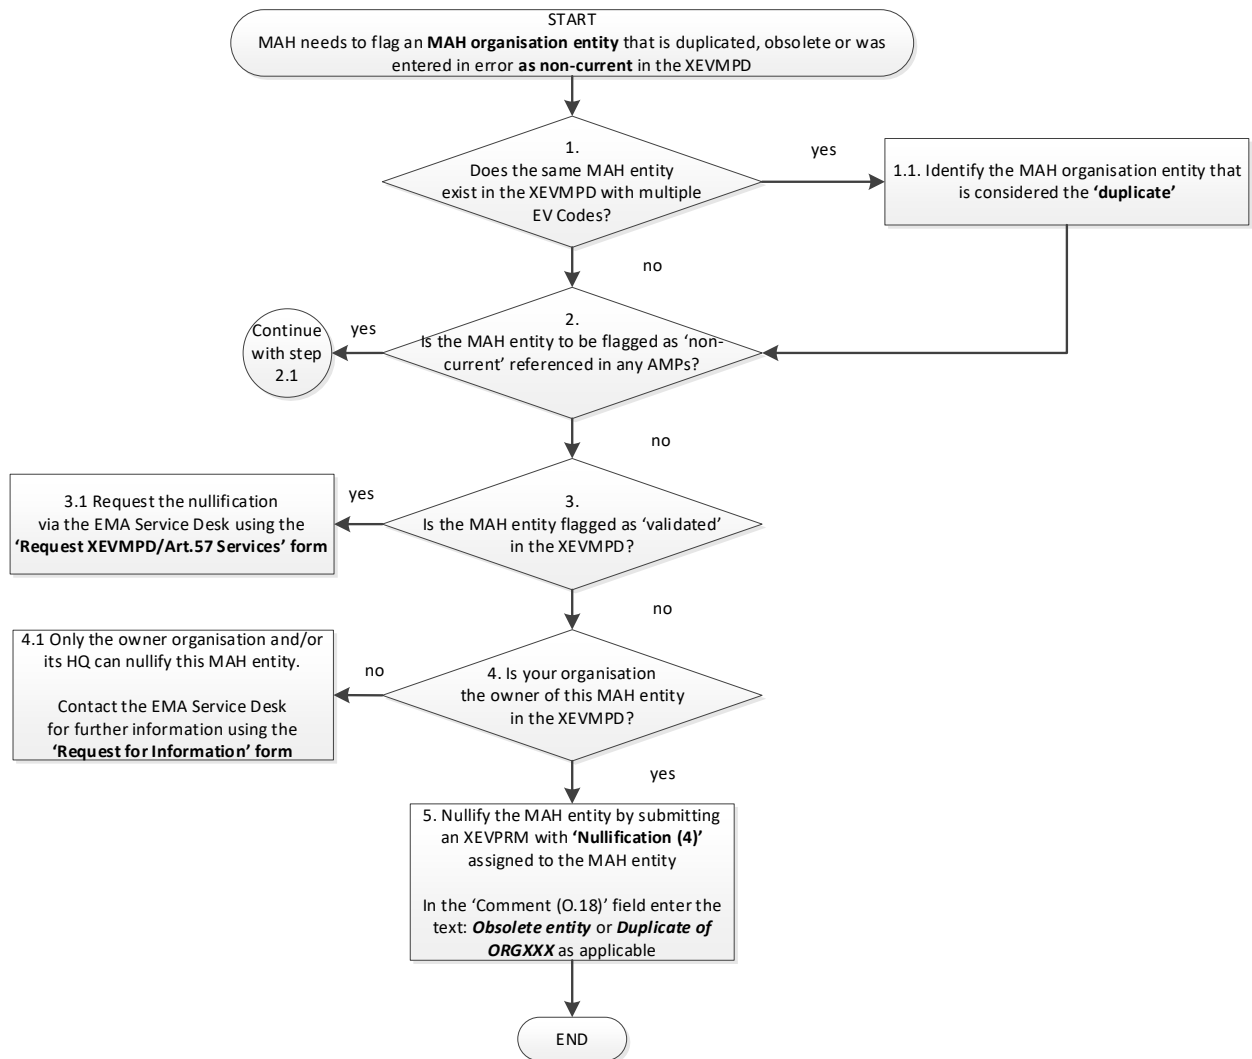 START
MAH needs to flag an MAH organisation entity that is duplicated, obsolete or was
entered in error as non-current in the XEVMPD
1.
Does the same MAH entity
exist in the XEVMPD with multiple
EV Codes?
yes
1.1. Identify the MAH organisation entity that
is considered the ‘duplicate’
no
2.
Is the MAH entity to be flagged as ‘non-
current’ referenced in any AMPs?
yes
Continue
with step
2.1
no
3.
Is the MAH entity flagged as ‘validated’
in the XEVMPD?
yes
3.1 Request the nullification
via the EMA Service Desk using the
‘Request XEVMPD/Art.57 Services’ form
no
4. Is your organisation
the owner of this MAH entity
in the XEVMPD?
no
4.1 Only the owner organisation and/or
its HQ can nullify this MAH entity.
Contact the EMA Service Desk
for further information using the
‘Request for Information’ form
yes
5. Nullify the MAH entity by submitting
an XEVPRM with ‘Nullification (4)’
assigned to the MAH entity
In the ‘Comment (O.18)’ field enter the
text: Obsolete entity or Duplicate of
ORGXXX as applicable
END